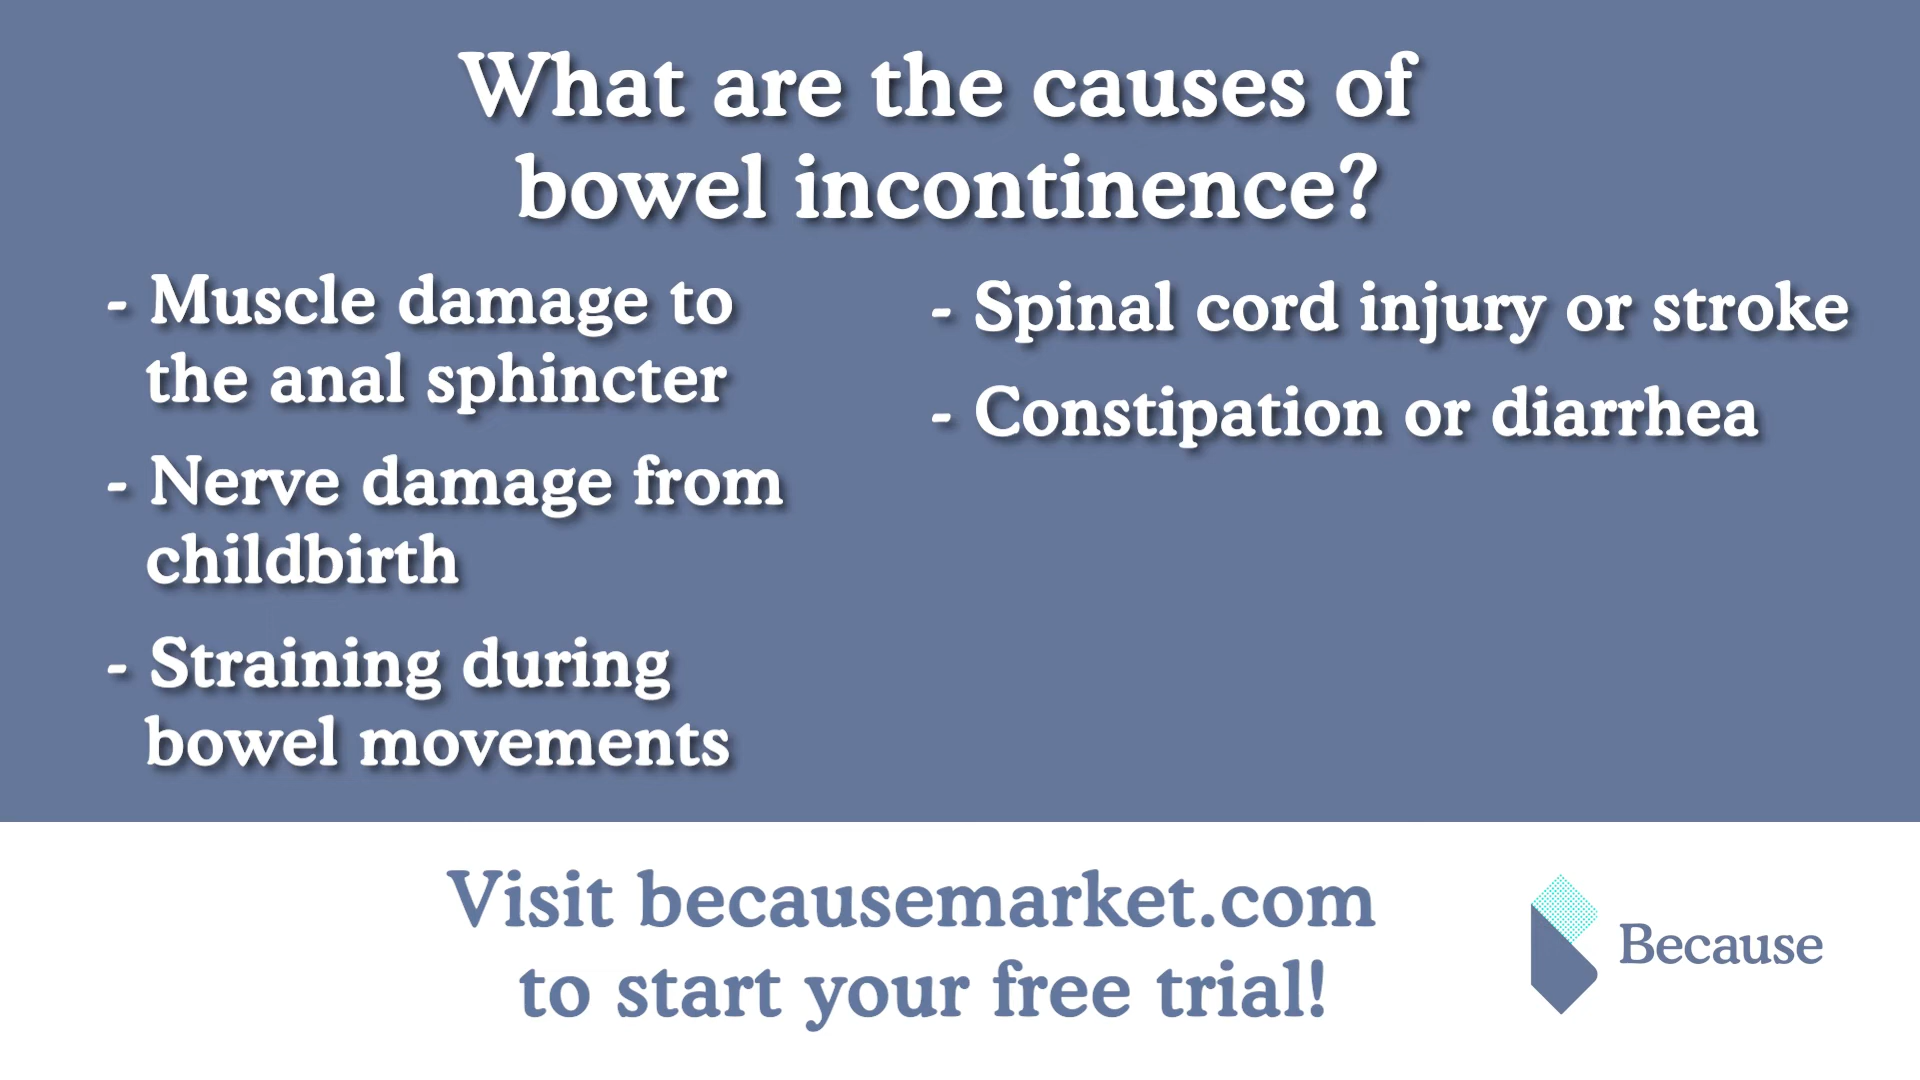 What are the causes of
bowel incontinence?
- Muscle damage to
the anal sphincter
- Nerve damage from
childbirth
- Straining during
bowel movements
- Spinal cord injury or stroke
- Constipation or diarrhea
Visit becausemarket.com
to start your free trial!
Because